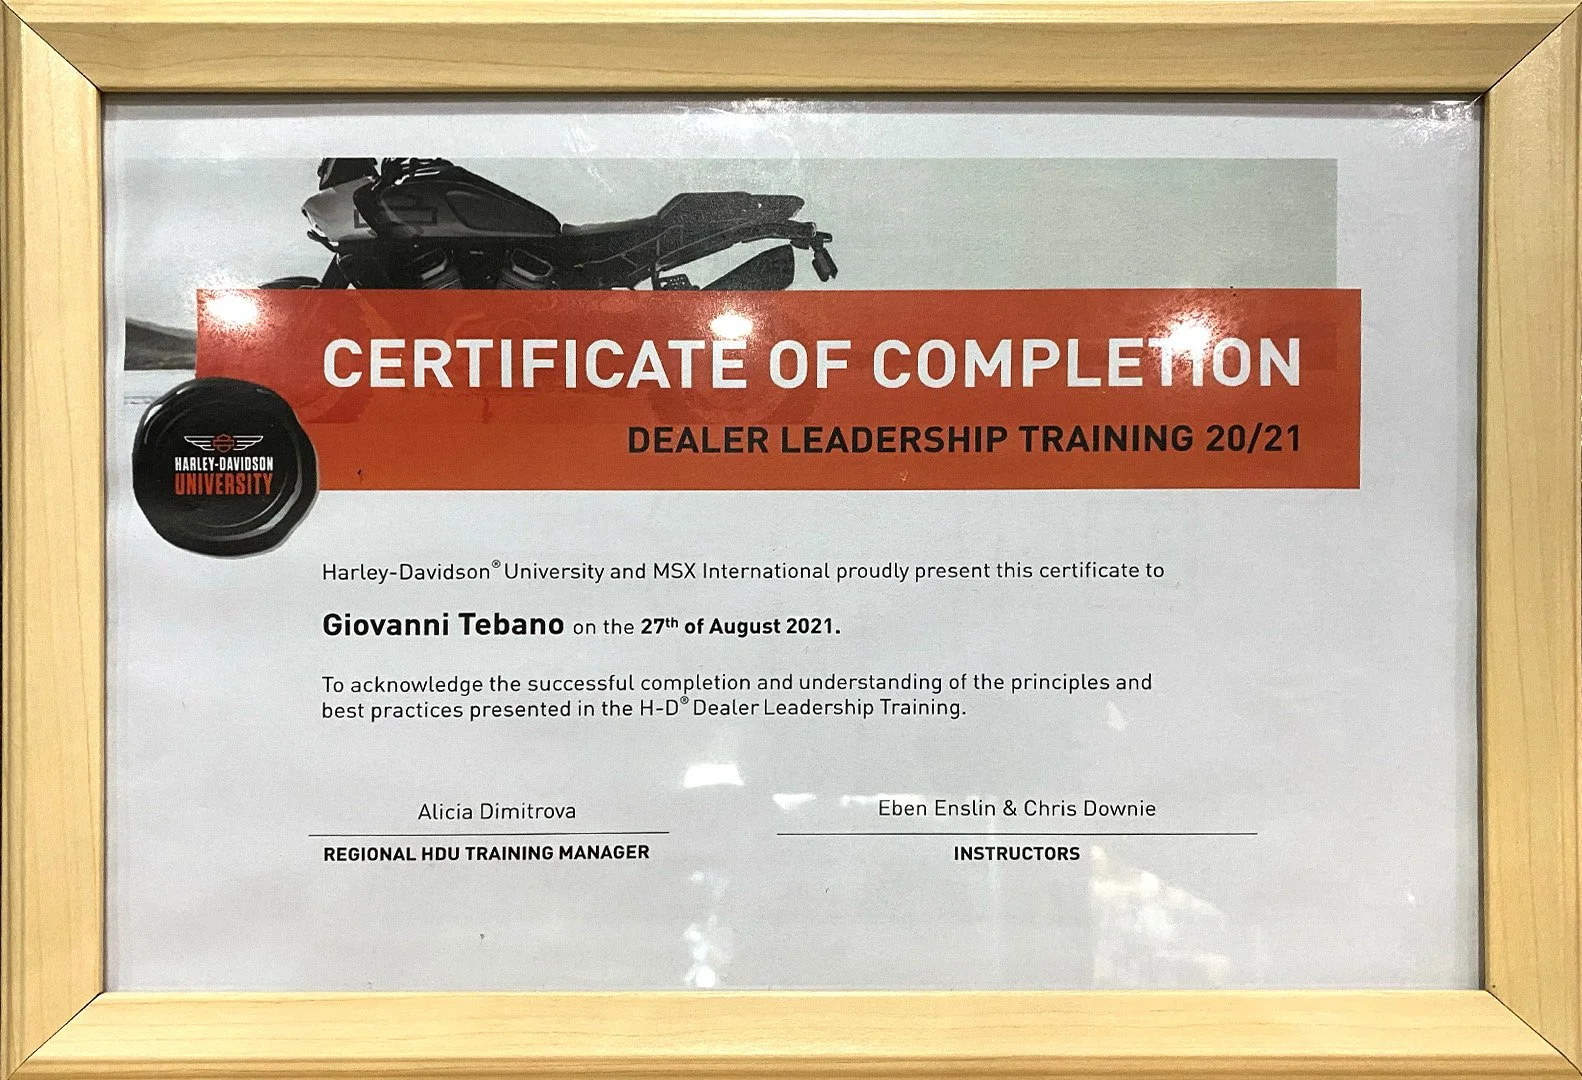 CERTIFICATE OF COMPLETION
DEALER LEADERSHIP TRAINING 20/21
HARLEY-DAVIDSON
UNIVERSITY
Harley-Davidson® University and MSX International proudly present this certificate to
Giovanni Tebano on the 27th of August 2021.
To acknowledge the successful completion and understanding of the principles and
best practices presented in the H-D® Dealer Leadership Training.
Alicia Dimitrova
REGIONAL HDU TRAINING MANAGER
Eben Enslin & Chris Downie
INSTRUCTORS